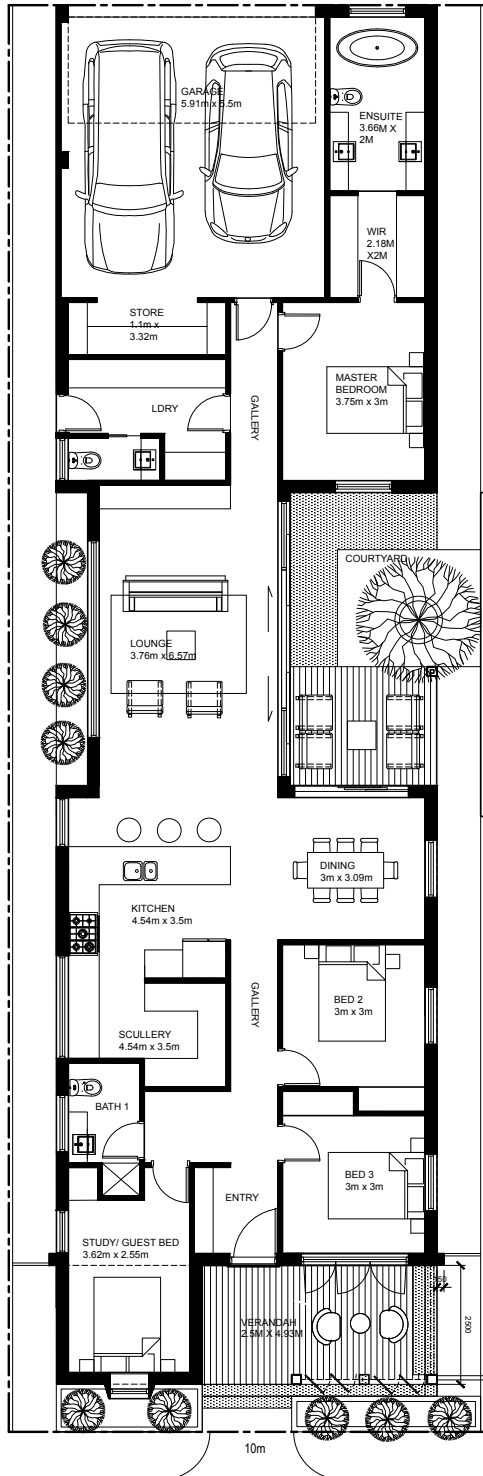 GARAGE
5.91m x 5.5m
ENSUITE
3.66M X
2M
WIR
2.18M
X2M
STORE
1.1m x
3.32m
MASTER
BEDROOM
3.75m x 3m
LDRY
GALLERY
COURTYARD
LOUNGE
3.76m x 6.57m
DINING
3m x 3.09m
KITCHEN
4.54m x 3.5m
GALLERY
BED 2
3m x 3m
SCULLERY
4.54m x 3.5m
BATH 1
BED 3
3m x 3m
ENTRY
STUDY/ GUEST BED
3.62m x 2.55m
VERANDAH
2.5M X 4.93M
2500
10m